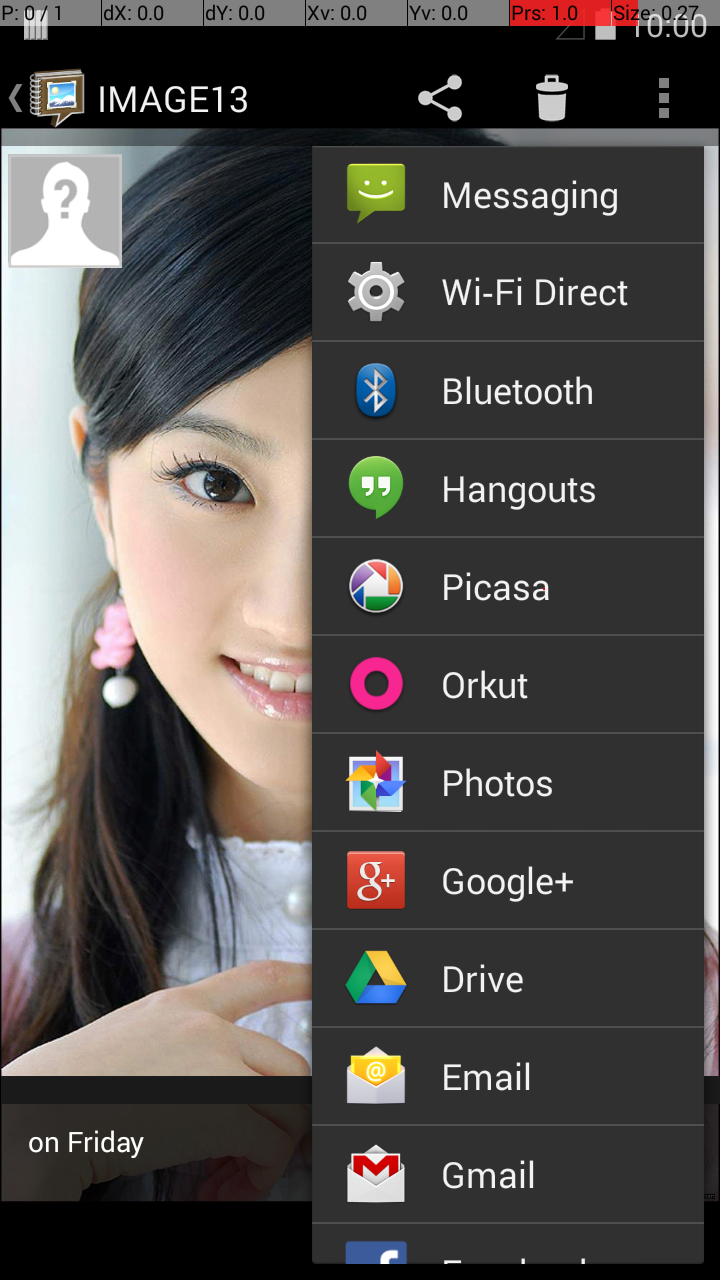 P: 0 / 1 dX: 0.0 dY: 0.0 Xv: 0.0 Yv: 0.0 Prs: 1.0 Size: 0.27
10:00
IMAGE13
?
Messaging
Wi-Fi Direct
Bluetooth
Hangouts
Picasa
Orkut
Photos
g+ Google+
Drive
@ Email
Gmail
on Friday